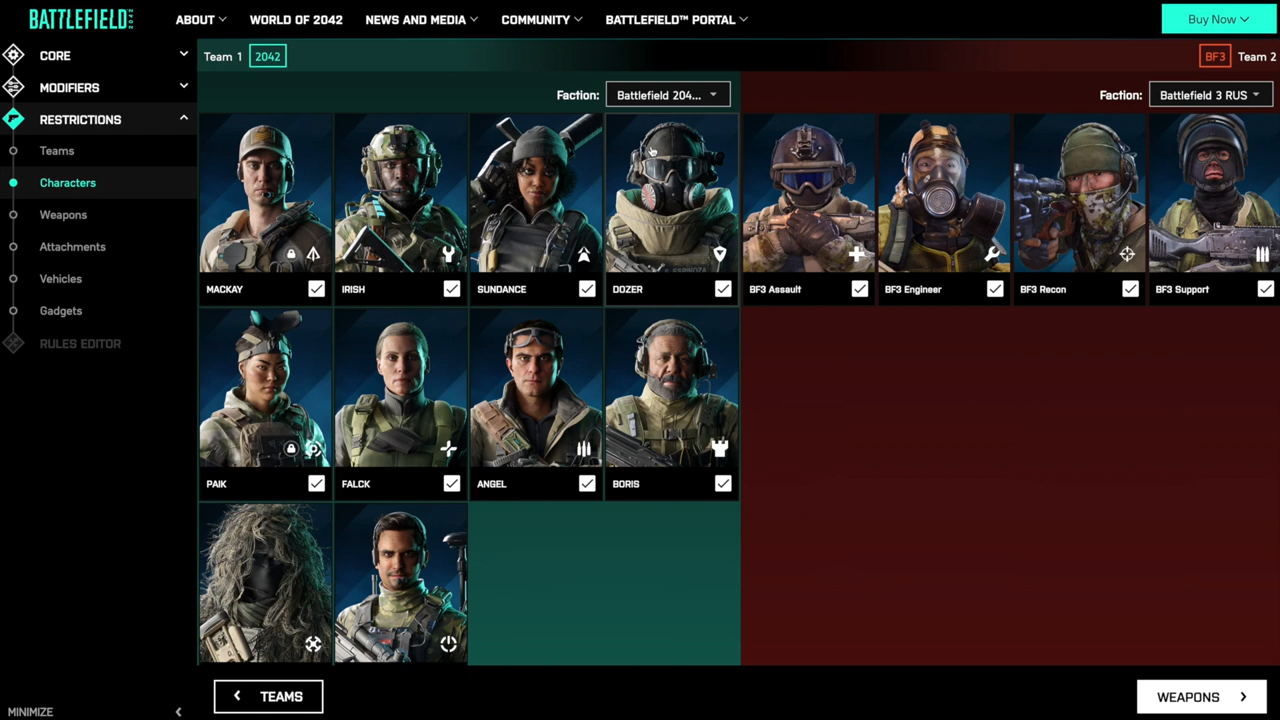 BATTLEFIELD 2042
ABOUT
WORLD OF 2042
NEWS AND MEDIA
COMMUNITY
BATTLEFIELD™ PORTAL
Buy Now
CORE
MODIFIERS
RESTRICTIONS
Teams
Characters
Weapons
Attachments
Vehicles
Gadgets
RULES EDITOR
MINIMIZE
Team 1 2042
BF3 Team 2
Faction: Battlefield 204...
Faction: Battlefield 3 RUS
MACKAY
IRISH
SUNDANCE
DOZER
BF3 Assault
BF3 Engineer
BF3 Recon
BF3 Support
PAIK
FALCK
ANGEL
BORIS
TEAMS
WEAPONS